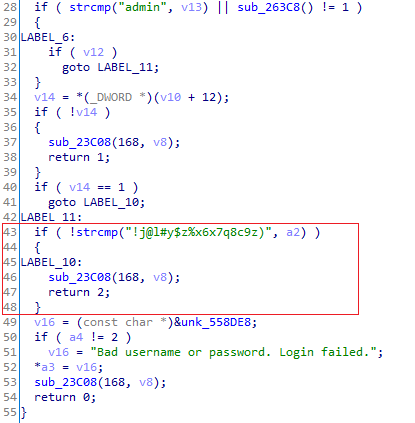 28 if ( strcmp("admin", v13) || sub_263C8() != 1 )
29 {
30 LABEL_6:
31 if ( v12 )
32 goto LABEL_11;
33 }
34 v14 = *(_DWORD *)(v10 + 12);
35 if ( !v14 )
36 {
37 sub_23C08(168, v8);
38 return 1;
39 }
40 if ( v14 == 1 )
41 goto LABEL_10;
42 LABEL_11:
43 if ( !strcmp("!j@l#y$z%x6x7q8c9z)", a2) )
44 {
45 LABEL_10:
46 sub_23C08(168, v8);
47 return 2;
48 }
49 v16 = (const char *)&unk_558DE8;
50 if ( a4 != 2 )
51 v16 = "Bad username or password. Login failed.";
52 *a3 = v16;
53 sub_23C08(168, v8);
54 return 0;
55 }